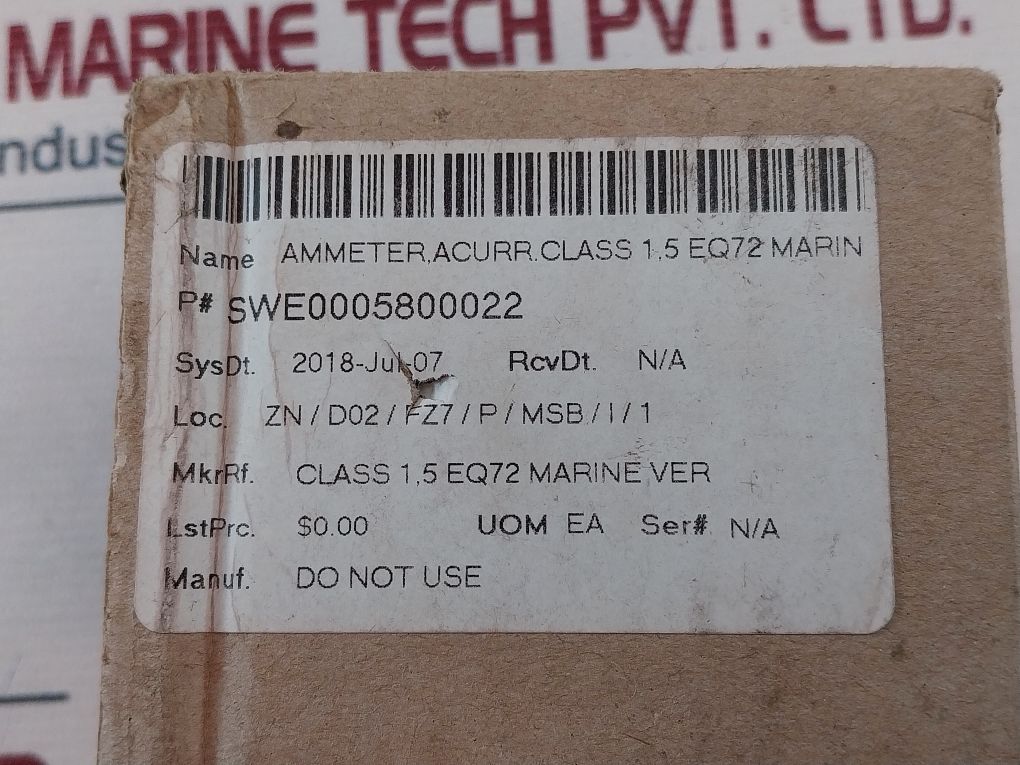 MARINE TECH PVT. LTD.
ndus
Name AMMETER,ACURR.CLASS 1,5 EQ72 MARIN
P# SWE0005800022
SysDt. 2018-Jul-07 RcvDt. N/A
Loc. ZN / D02 / FZ7 / P / MSB / I / 1
MkrRf. CLASS 1,5 EQ72 MARINE VER
LstPrc. $0.00 UOM EA Ser# N/A
Manuf. DO NOT USE